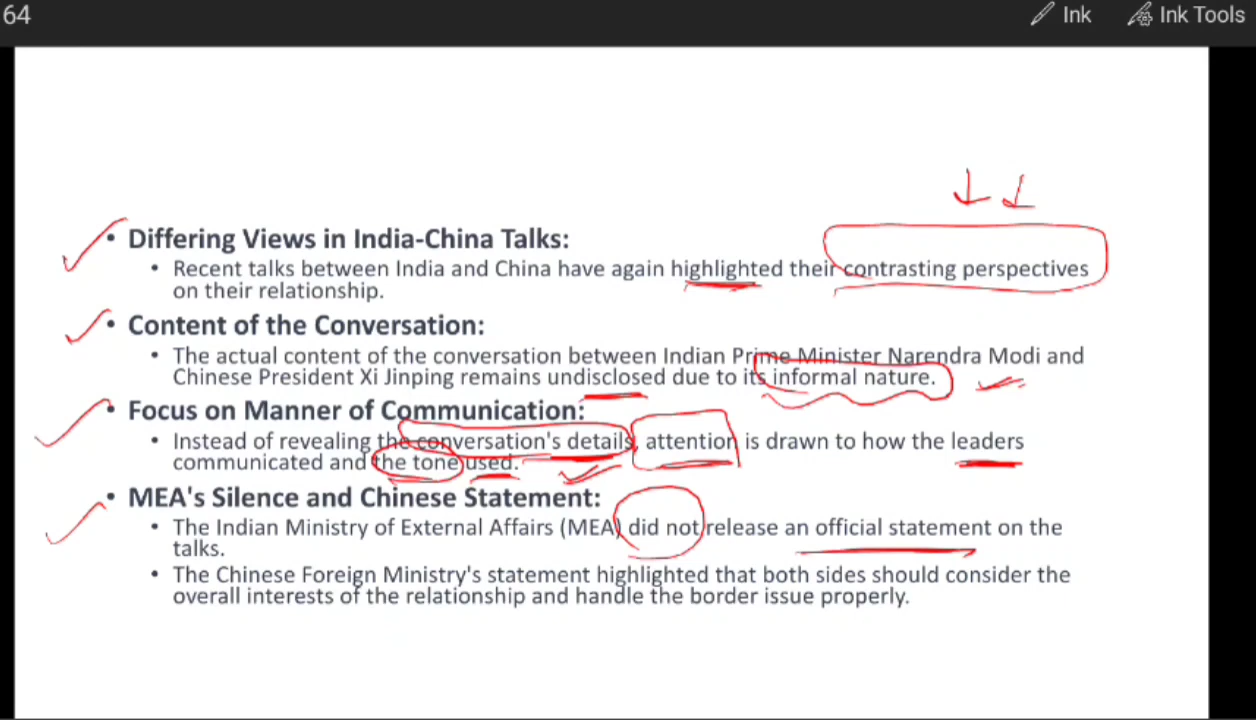 64
Ink
Ink Tools
• Differing Views in India-China Talks:
• Recent talks between India and China have again highlighted their contrasting perspectives
on their relationship.
• Content of the Conversation:
• The actual content of the conversation between Indian Prime Minister Narendra Modi and
Chinese President Xi Jinping remains undisclosed due to its informal nature.
• Focus on Manner of Communication:
• Instead of revealing the conversation's details, attention is drawn to how the leaders
communicated and the tone used.
• MEA's Silence and Chinese Statement:
• The Indian Ministry of External Affairs (MEA) did not release an official statement on the
talks.
• The Chinese Foreign Ministry's statement highlighted that both sides should consider the
overall interests of the relationship and handle the border issue properly.